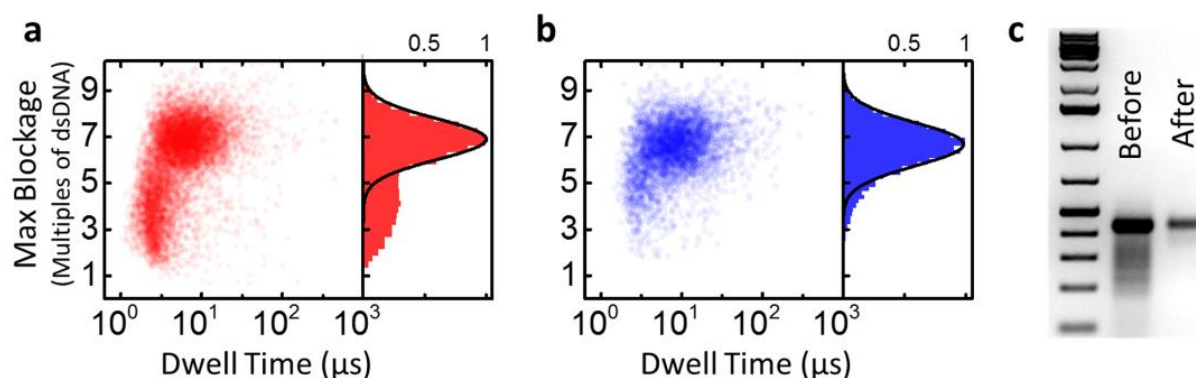 a
b
c
0.5 1
0.5 1
Max Blockage
(Multiples of dsDNA)
9
7
5
3
1
9
7
5
3
1
Before
After
10⁰ 10¹ 10² 10³
10⁰ 10¹ 10² 10³
Dwell Time (μs)
Dwell Time (μs)